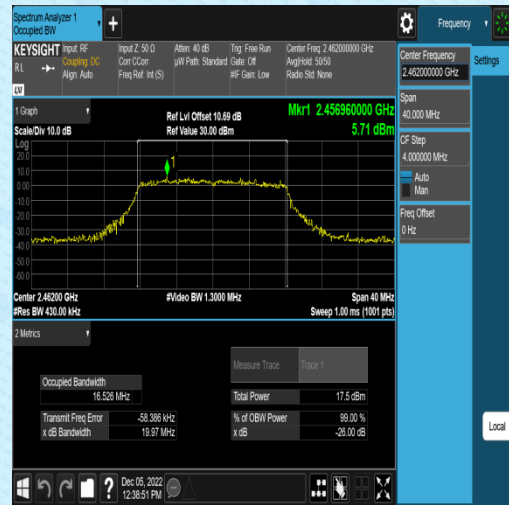 Spectrum Analyzer 1
Occupied BW
+
Frequency
KEYSIGHT
Input: RF
Input Z: 50 Ω
Atten: 40 dB
Trig: Free Run
Center Freq: 2.462000000 GHz
RL
Coupling: DC
Corr CCorr
µW Path: Standard
Gate: Off
Avg|Hold: 50/50
Align: Auto
Freq Ref: Int (S)
#IF Gain: Low
Radio Std: None
LXI
Center Frequency
2.462000000 GHz
Settings
Span
40.000 MHz
CF Step
4.000000 MHz
Auto
Man
Freq Offset
0 Hz
1 Graph
Ref Lvl Offset 10.69 dB
Mkr1 2.456960000 GHz
Scale/Div 10.0 dB
Ref Value 30.00 dBm
5.71 dBm
Log
20.0
10.0
0.00
-10.0
-20.0
-30.0
-40.0
-50.0
-60.0
1
Center 2.46200 GHz
#Video BW 1.3000 MHz
Span 40 MHz
#Res BW 430.00 kHz
Sweep 1.00 ms (1001 pts)
2 Metrics
Measure Trace
Trace 1
Occupied Bandwidth
16.526 MHz
Total Power
17.5 dBm
Transmit Freq Error
-58.386 kHz
% of OBW Power
99.00 %
x dB Bandwidth
19.97 MHz
x dB
-26.00 dB
Local
?
Dec 05, 2022
12:38:51 PM